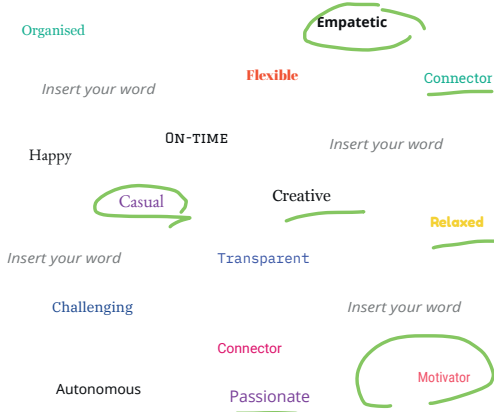 Organised
Empatetic
Flexible
Connector
Insert your word
On-time
Insert your word
Happy
Casual
Creative
Relaxed
Insert your word
Transparent
Challenging
Insert your word
Connector
Motivator
Autonomous
Passionate